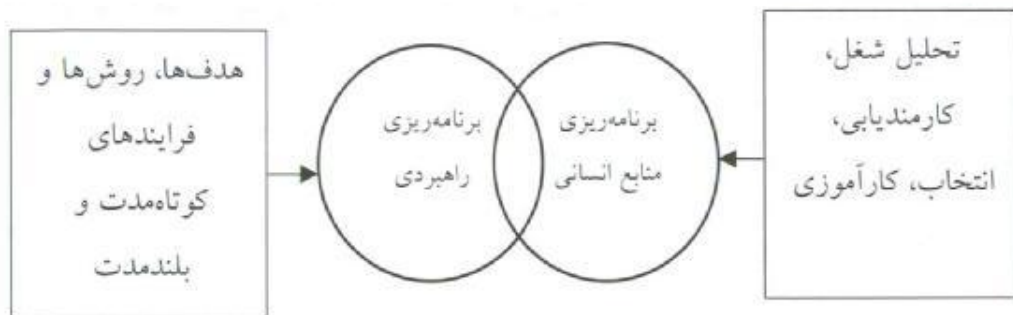 تحلیل شغل،
کارمندیابی،
انتخاب، کارآموزی
برنامه‌ریزی
منابع انسانی
برنامه‌ریزی
راهبردی
هدف‌ها، روش‌ها و
فرایندهای
کوتاه‌مدت و
بلندمدت